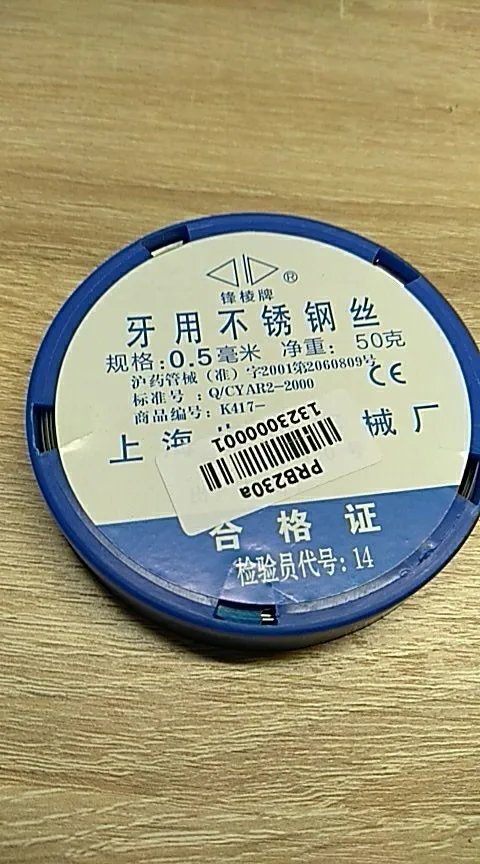 ®
锋棱牌
牙用不锈钢丝
规格:0.5毫米 净重: 50克
沪药管械(准)字2001第2060809号
标准号 :Q/CYAR2-2000
CE
商品编号: K417-
上海 械厂
1323000001
PRB230a
合格证
检验员代号: 14